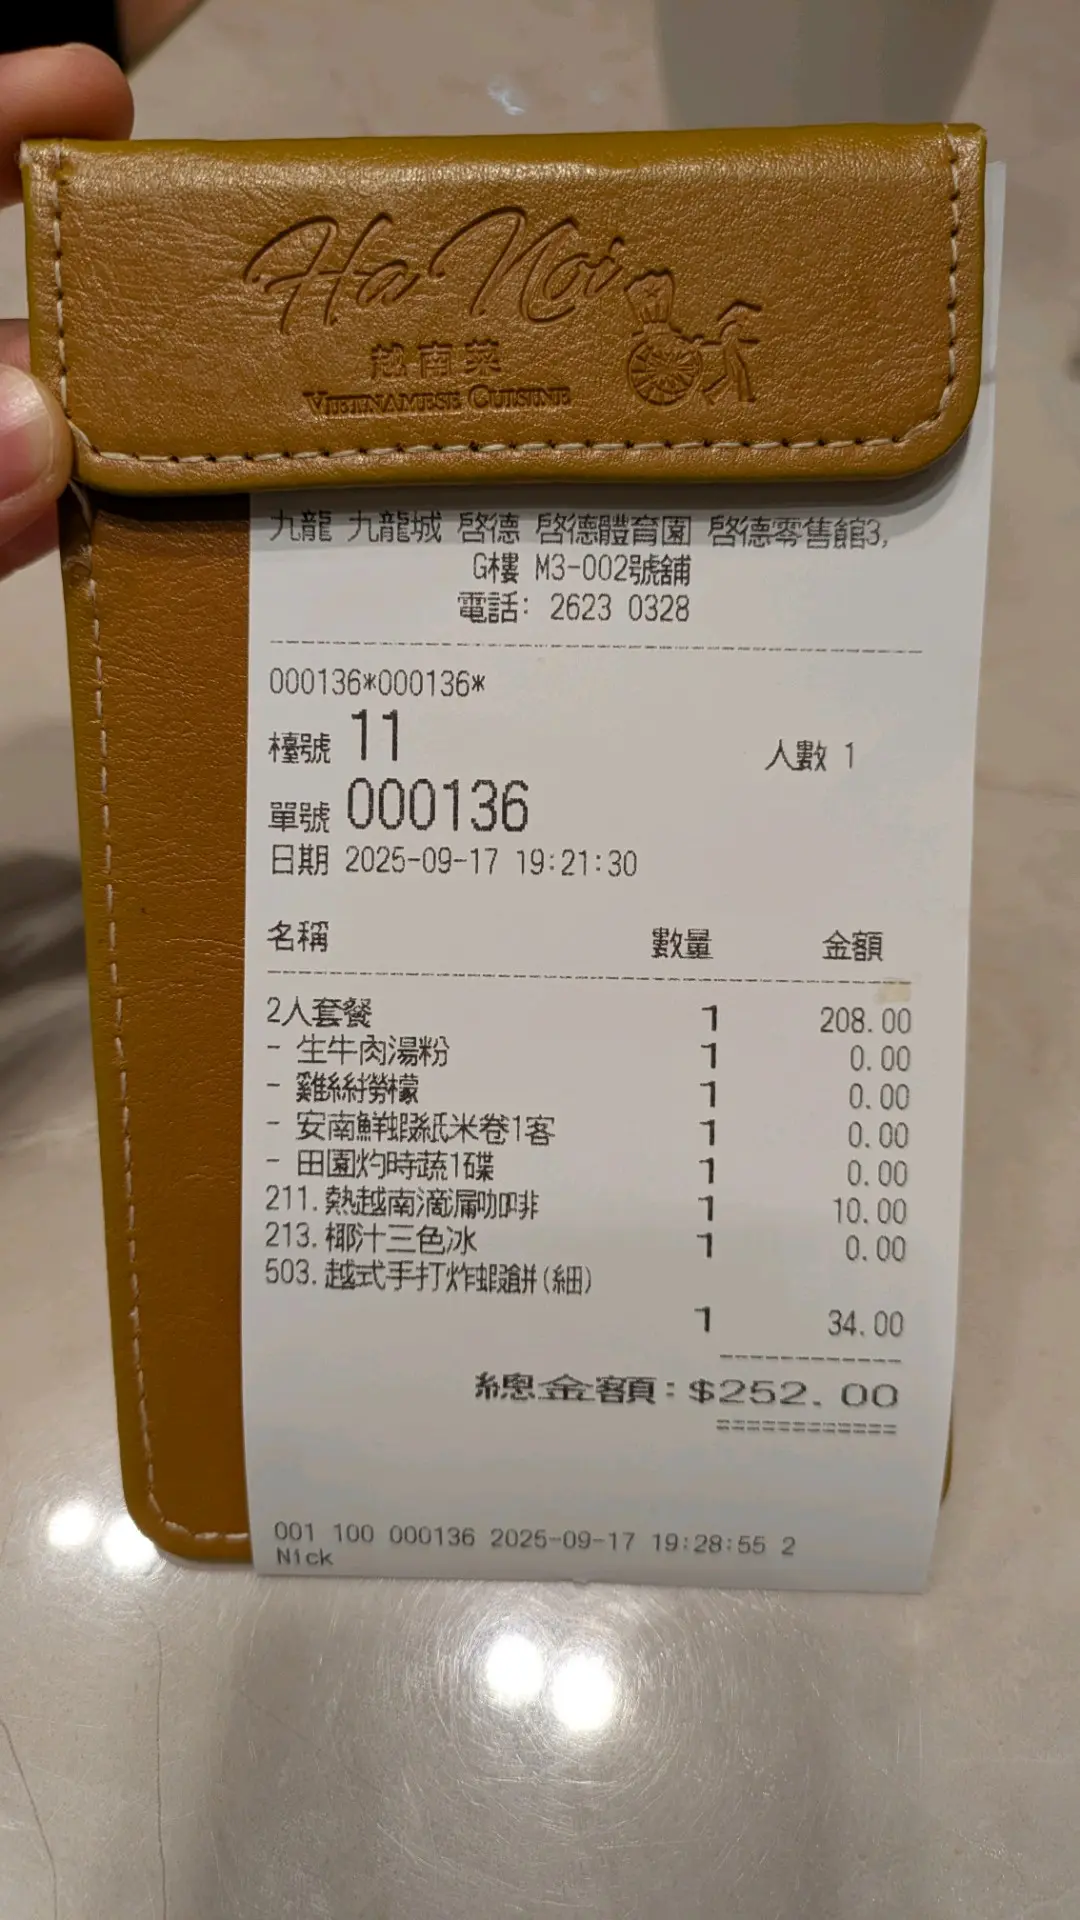 Ha Noi
越南菜
VIETNAMESE CUISINE
九龍 九龍城 啓德 啓德體育園 啓德零售館3,
G樓 M3-002號舖
電話: 2623 0328
000136*000136*
檯號 11 人數 1
單號 000136
日期 2025-09-17 19:21:30
名稱 數量 金額
2人套餐 1 208.00
- 生牛肉湯粉 1 0.00
- 雞絲紂勞檬 1 0.00
- 安南鮮蝦紙米卷1客 1 0.00
- 田園灼時蔬1碟 1 0.00
211.熱越南滴漏咖啡 1 10.00
213.椰汁三色冰 1 0.00
503.越式手打炸蝦餅(細)
1 34.00
總金額:$252.00
001 100 000136 2025-09-17 19:28:55 2
Nick